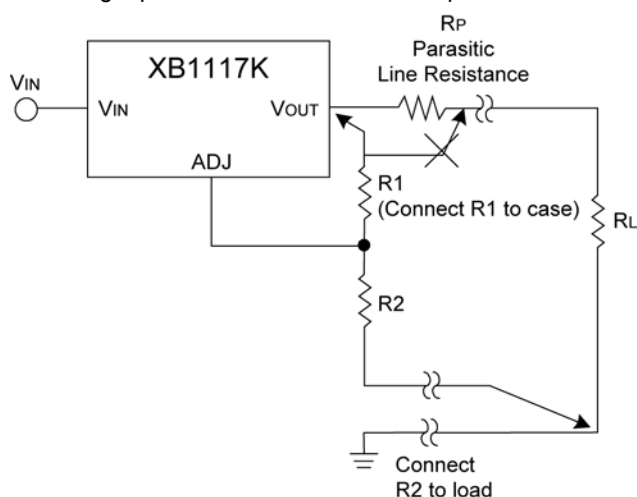 RP
Parasitic
Line Resistance
XB1117K
VIN
VIN
VOUT
ADJ
R1
(Connect R1 to case)
RL
R2
Connect
R2 to load